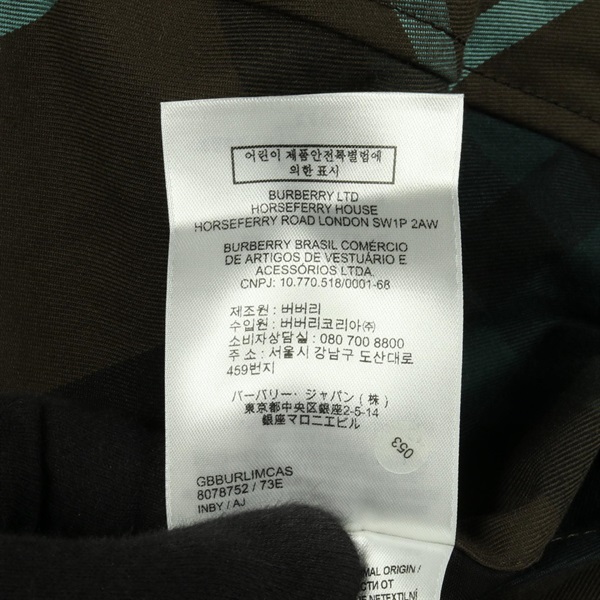 어린이 제품안전특별법에
의한 표시
BURBERRY LTD
HORSEFERRY HOUSE
HORSEFERRY ROAD LONDON SW1P 2AW
BURBERRY BRASIL COMÉRCIO
DE ARTIGOS DE VESTUÁRIO E
ACESSÓRIOS LTDA.
CNPJ: 10.770.518/0001-68
제조원 : 버버리
수입원 : 버버리코리아㈜
소비자상담실 : 080 700 8800
주 소 : 서울시 강남구 도산대로
459번지
バーバリー・ジャパン ( 株 )
東京都中央区銀座2-5-14
銀座マロニエビル
053
GBBURLIMCAS
8078752 / 73E
INBY / AJ
MAL ORIGIN /
СТИ ОТ
NETEXTILNÍ